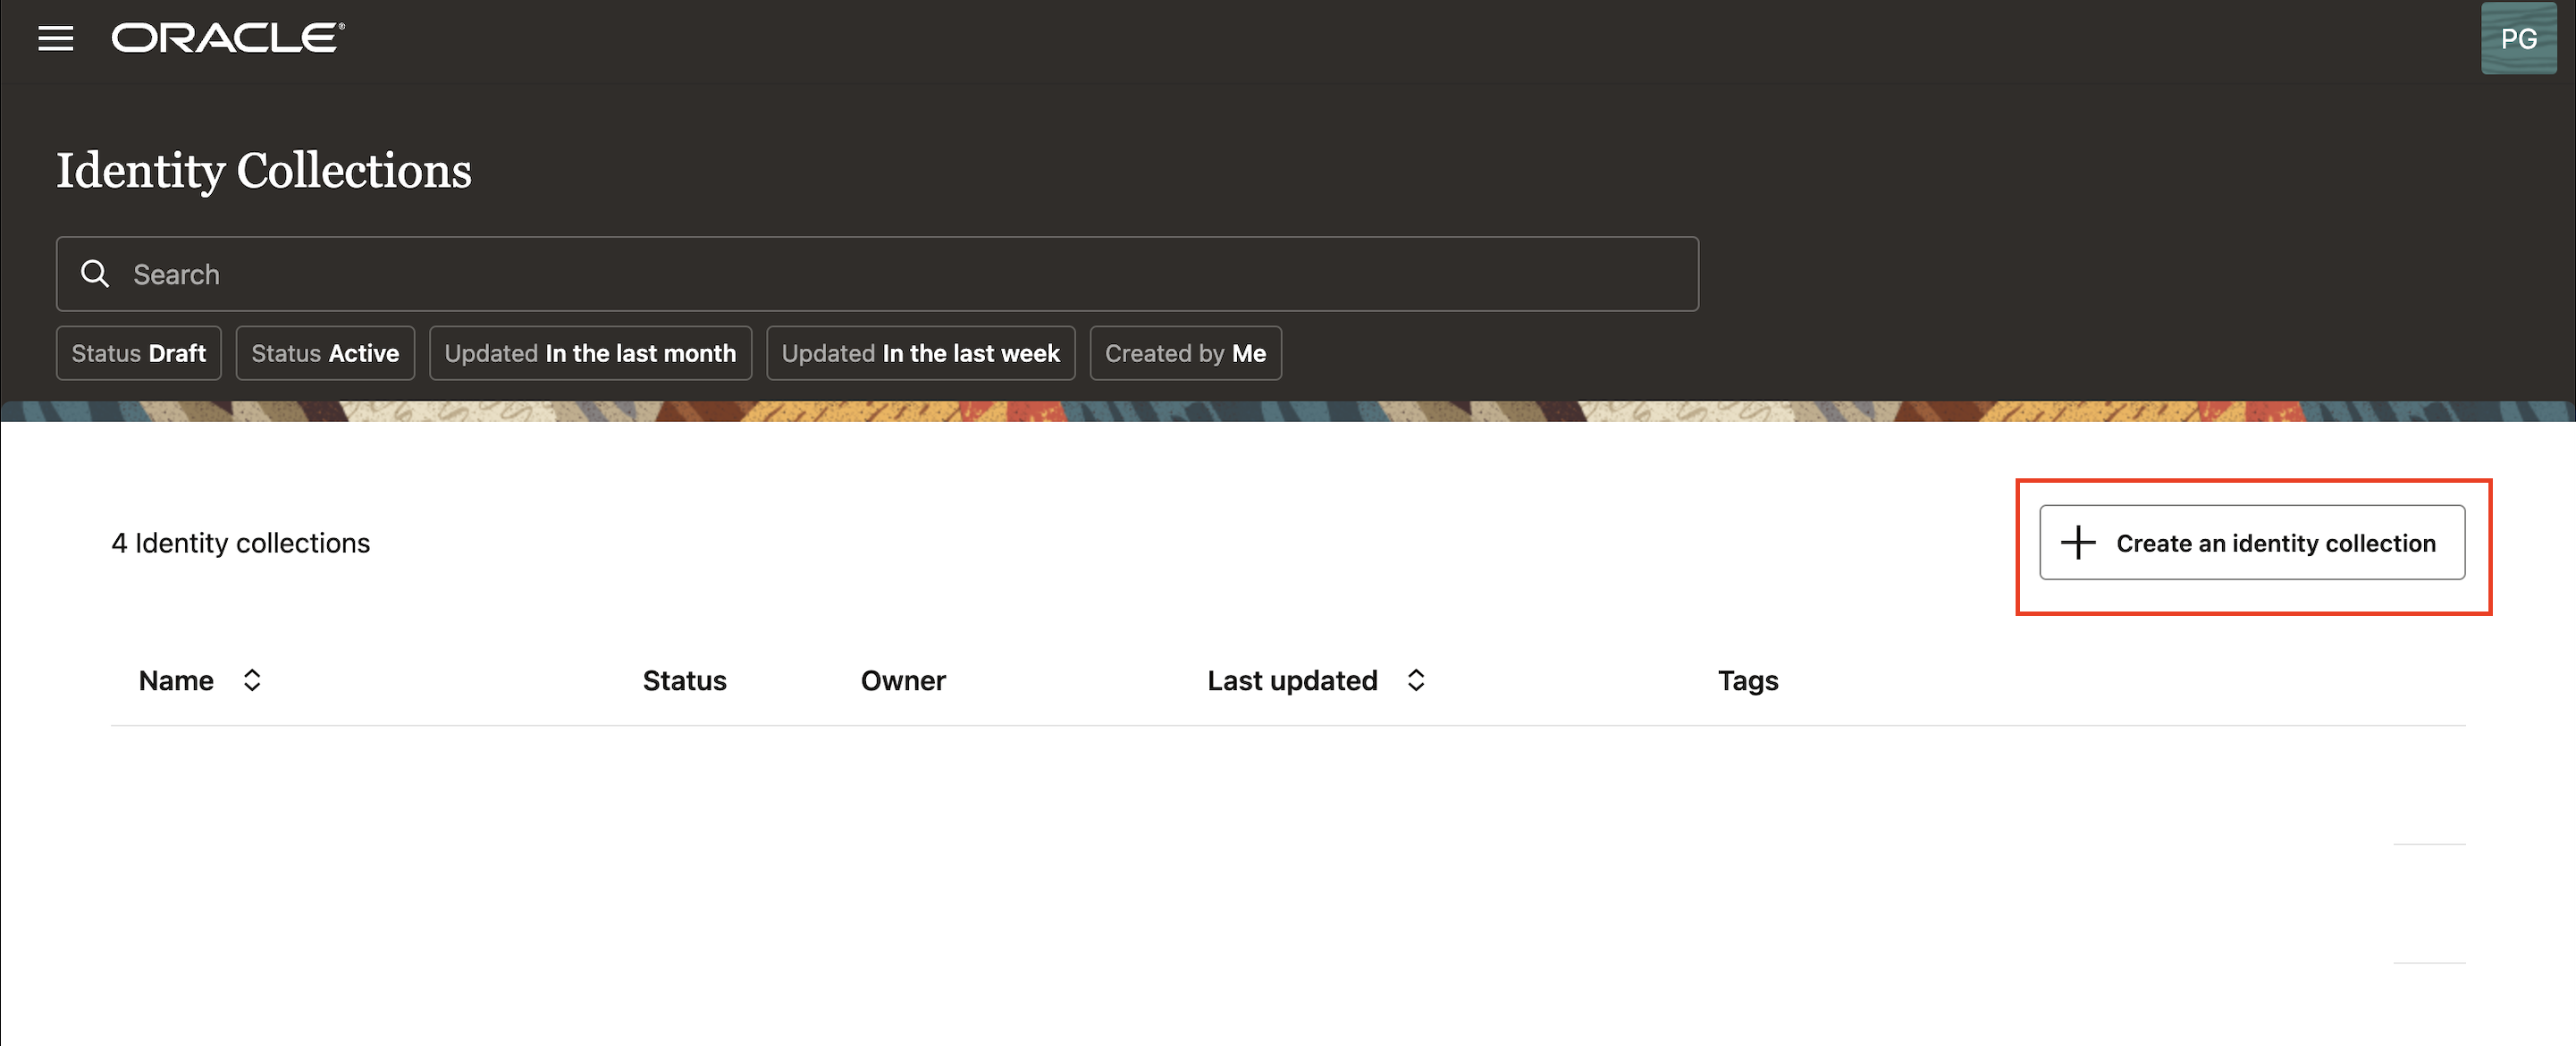 ORACLE®
PG
Identity Collections
Search
Status Draft Status Active Updated In the last month Updated In the last week Created by Me
4 Identity collections
Create an identity collection
Name Status Owner Last updated Tags